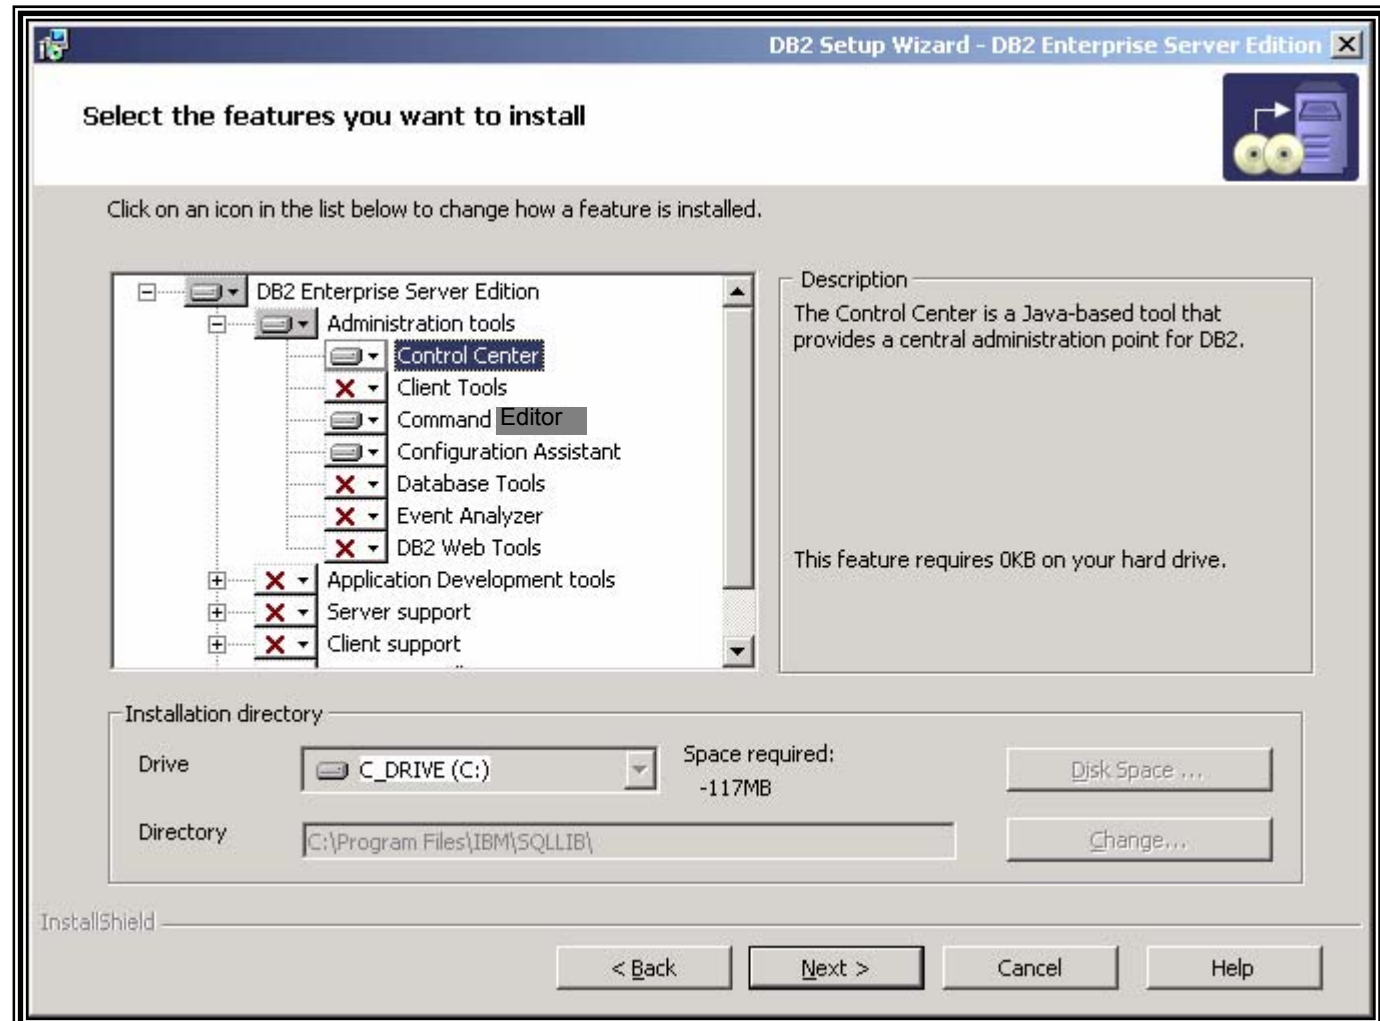 DB2 Setup Wizard - DB2 Enterprise Server Edition
Select the features you want to install
Click on an icon in the list below to change how a feature is installed.
DB2 Enterprise Server Edition
Administration tools
Control Center
Client Tools
Command Editor
Configuration Assistant
Database Tools
Event Analyzer
DB2 Web Tools
Application Development tools
Server support
Client support
Description
The Control Center is a Java-based tool that
provides a central administration point for DB2.
This feature requires 0KB on your hard drive.
Installation directory
Drive
C_DRIVE (C:)
Space required:
-117MB
Disk Space ...
Directory
C:\Program Files\IBM\SQLLIB\
Change...
InstallShield
< Back
Next >
Cancel
Help